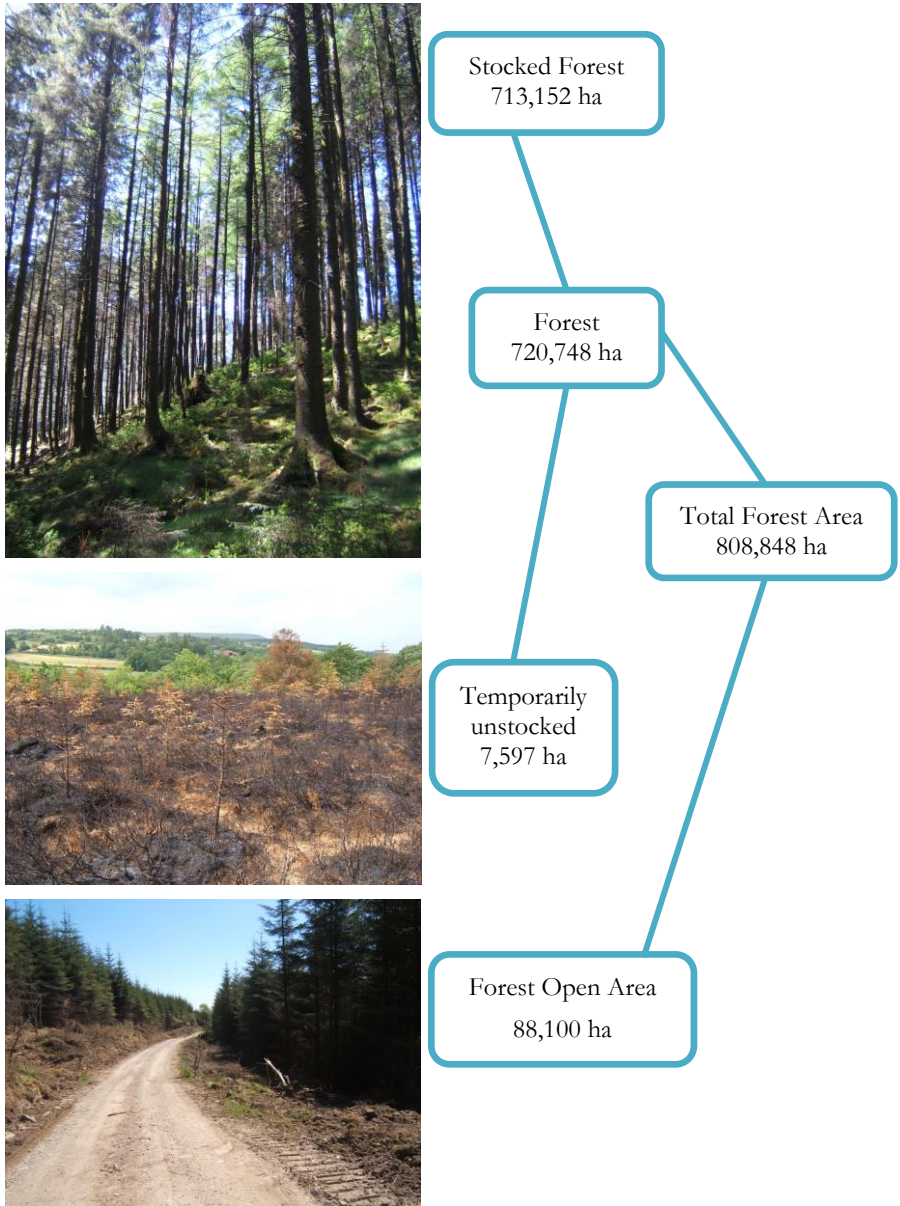 Stocked Forest
713,152 ha
Forest
720,748 ha
Total Forest Area
808,848 ha
Temporarily
unstocked
7,597 ha
Forest Open Area
88,100 ha